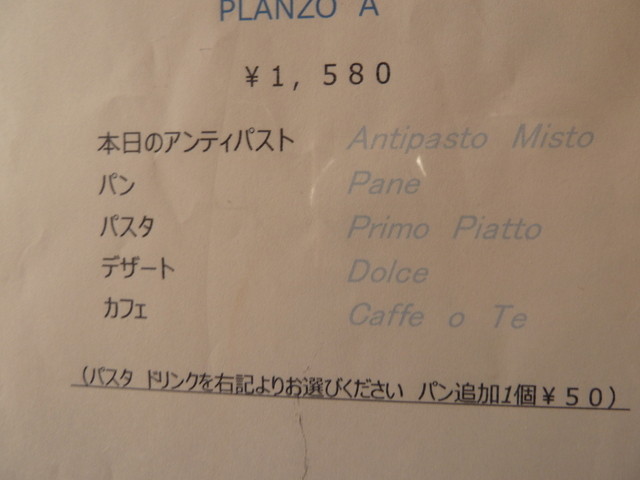 PLANZO A
¥1,580
本日のアンティパスト Antipasto Misto
パン Pane
パスタ Primo Piatto
デザート Dolce
カフェ Caffe o Te
(パスタ ドリンクを右記よりお選びください パン追加1個¥50)